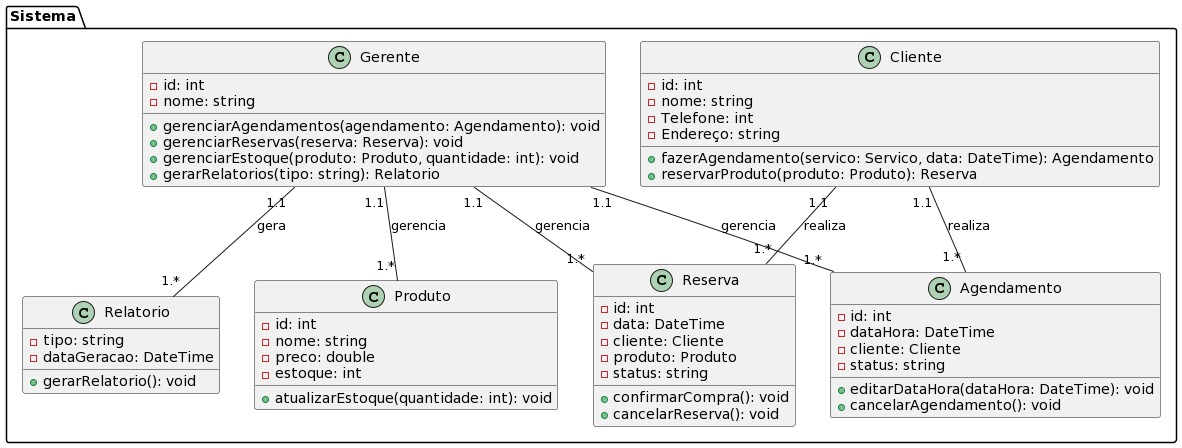 Sistema
C Gerente
id: int
nome: string
gerenciarAgendamentos(agendamento: Agendamento): void
gerenciarReservas(reserva: Reserva): void
gerenciarEstoque(produto: Produto, quantidade: int): void
gerarRelatorios(tipo: string): Relatorio
C Cliente
id: int
nome: string
Telefone: int
Endereço: string
fazerAgendamento(servico: Servico, data: DateTime): Agendamento
reservarProduto(produto: Produto): Reserva
1.1
1.1
1.1
1.1
1.1
1.1
gera
gerencia
gerencia
gerencia
realiza
realiza
1.*
1.*
1.*
1.*
1.*
1.*
C Relatorio
tipo: string
dataGeracao: DateTime
gerarRelatorio(): void
C Produto
id: int
nome: string
preco: double
estoque: int
atualizarEstoque(quantidade: int): void
C Reserva
id: int
data: DateTime
cliente: Cliente
produto: Produto
status: string
confirmarCompra(): void
cancelarReserva(): void
C Agendamento
id: int
dataHora: DateTime
cliente: Cliente
status: string
editarDataHora(dataHora: DateTime): void
cancelarAgendamento(): void